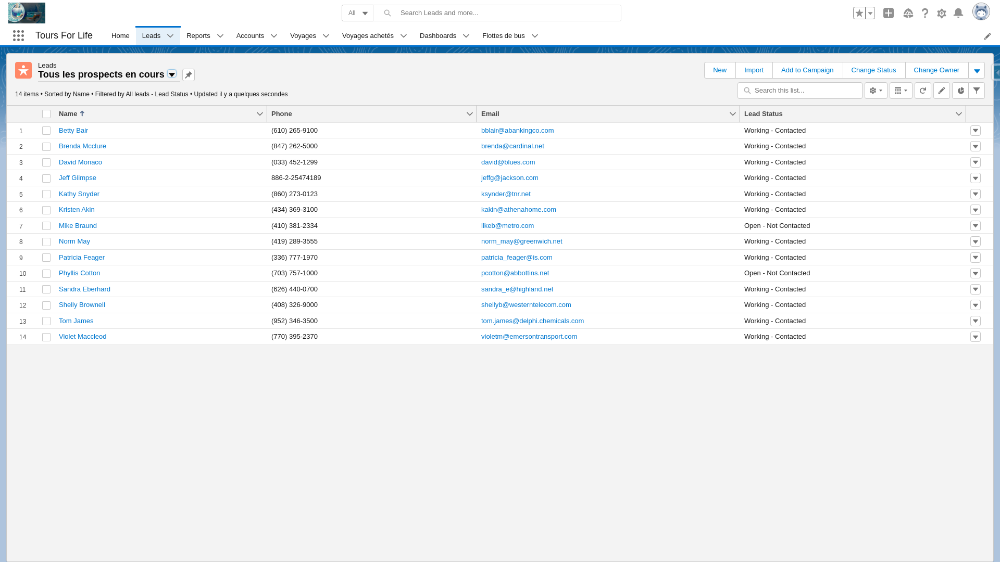 All
Search Leads and more...
Tours For Life
Home Leads Reports Accounts Voyages Voyages achetés Dashboards Flottes de bus
Leads
Tous les prospects en cours
New Import Add to Campaign Change Status Change Owner
14 items • Sorted by Name • Filtered by All leads - Lead Status • Updated il y a quelques secondes
Search this list...
Name Phone Email Lead Status
1 Betty Bair (610) 265-9100 bblair@abankingco.com Working - Contacted
2 Brenda Mcclure (847) 262-5000 brenda@cardinal.net Working - Contacted
3 David Monaco (033) 452-1299 david@blues.com Working - Contacted
4 Jeff Glimpse 886-2-25474189 jeffg@jackson.com Working - Contacted
5 Kathy Snyder (860) 273-0123 ksynder@tnr.net Working - Contacted
6 Kristen Akin (434) 369-3100 kakin@athenahome.com Working - Contacted
7 Mike Braund (410) 381-2334 likeb@metro.com Open - Not Contacted
8 Norm May (419) 289-3555 norm_may@greenwich.net Working - Contacted
9 Patricia Feager (336) 777-1970 patricia_feager@is.com Working - Contacted
10 Phyllis Cotton (703) 757-1000 pcotton@abbottins.net Open - Not Contacted
11 Sandra Eberhard (626) 440-0700 sandra_e@highland.net Working - Contacted
12 Shelly Brownell (408) 326-9000 shellyb@westerntelecom.com Working - Contacted
13 Tom James (952) 346-3500 tom.james@delphi.chemicals.com Working - Contacted
14 Violet Maccleod (770) 395-2370 violetm@emersontransport.com Working - Contacted